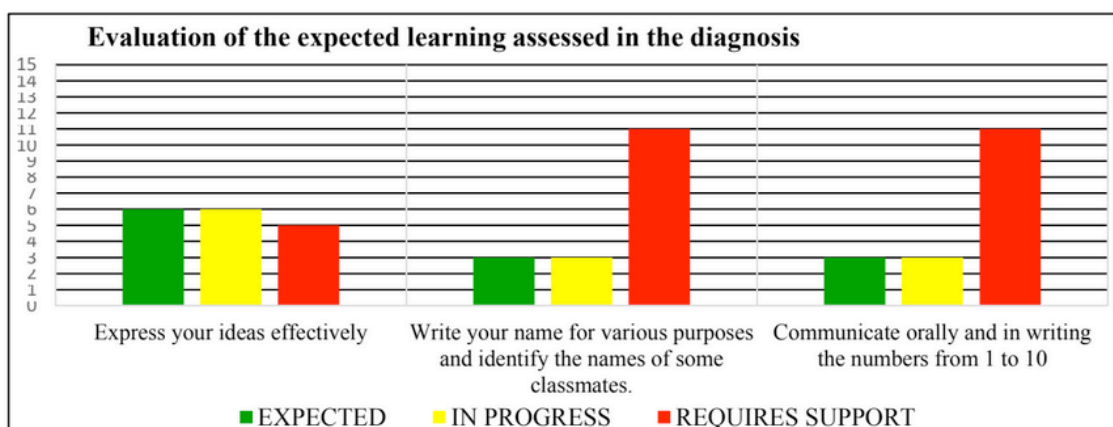 Evaluation of the expected learning assessed in the diagnosis
15
14
13
12
11
10
9
8
7
6
5
4
3
2
1
0
Express your ideas effectively
Write your name for various purposes
and identify the names of some
classmates.
Communicate orally and in writing
the numbers from 1 to 10
EXPECTED IN PROGRESS REQUIRES SUPPORT